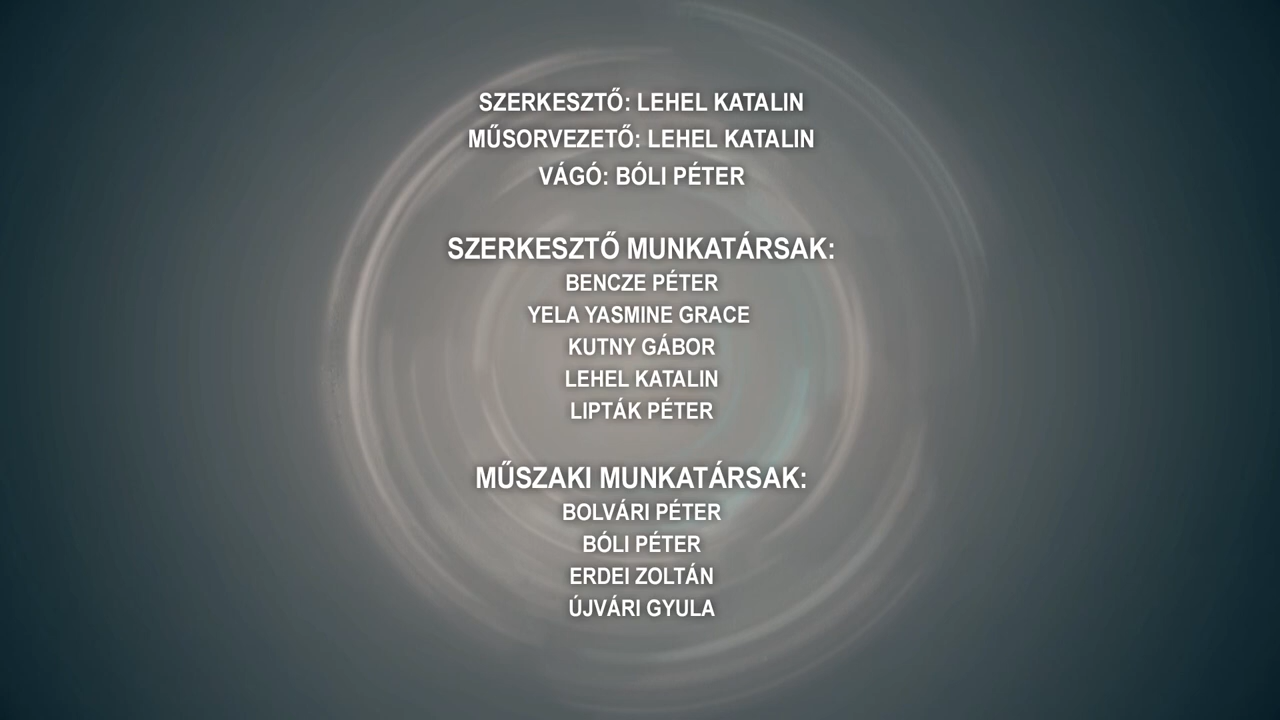 SZERKESZTŐ: LEHEL KATALIN
MŰSORVEZETŐ: LEHEL KATALIN
VÁGÓ: BÓLI PÉTER
SZERKESZTŐ MUNKATÁRSAK:
BENCZE PÉTER
YELA YASMINE GRACE
KUTNY GÁBOR
LEHEL KATALIN
LIPTÁK PÉTER
MŰSZAKI MUNKATÁRSAK:
BOLVÁRI PÉTER
BÓLI PÉTER
ERDEI ZOLTÁN
ÚJVÁRI GYULA